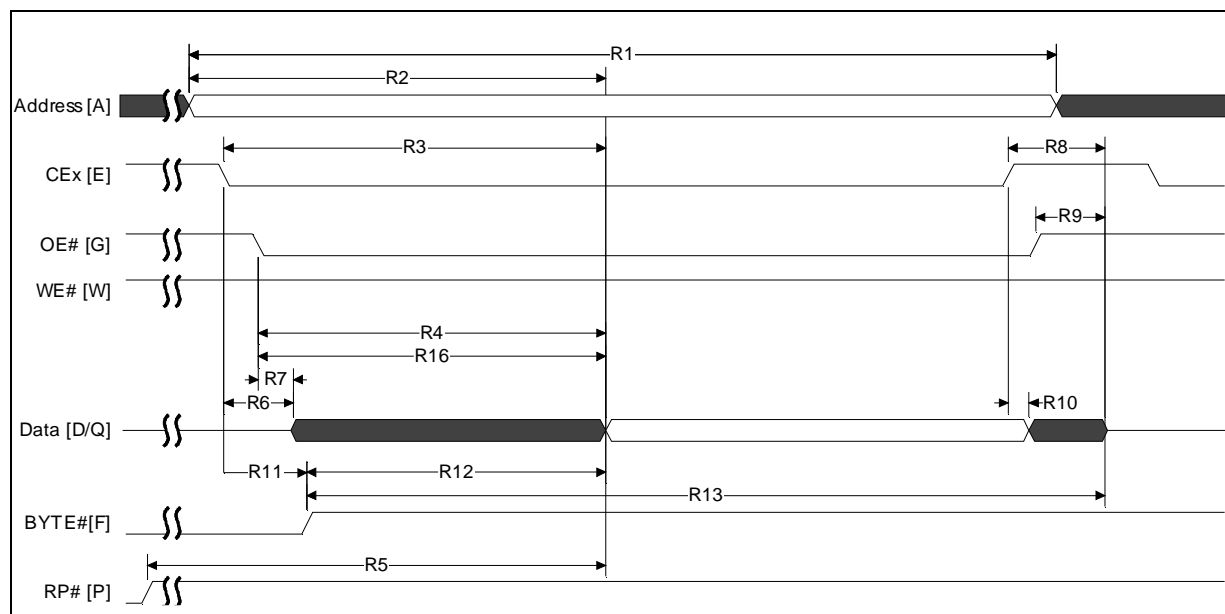 R1
R2
Address [A]
R3
R8
CEx [E]
R9
OE# [G]
WE# [W]
R4
R16
R7
R6
R10
Data [D/Q]
R11
R12
R13
BYTE#[F]
R5
RP# [P]